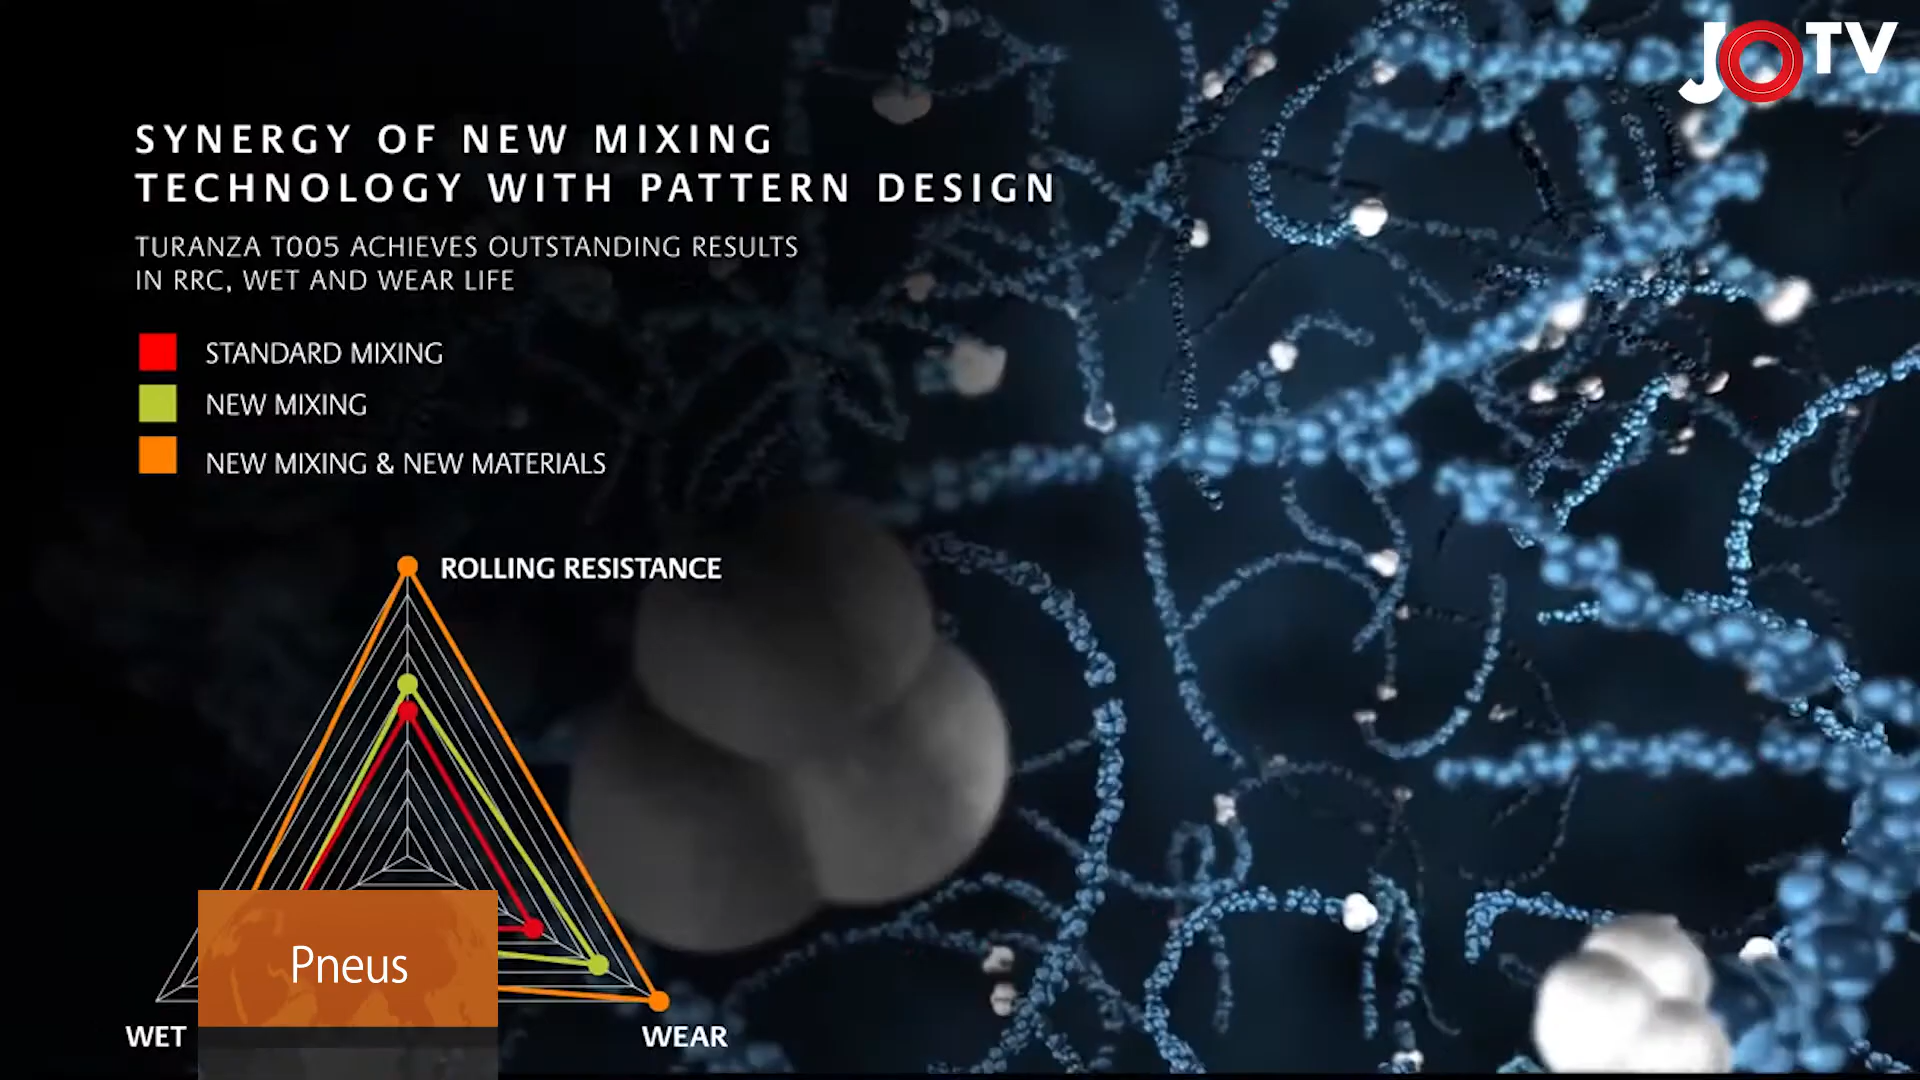 JOTV
SYNERGY OF NEW MIXING
TECHNOLOGY WITH PATTERN DESIGN
TURANZA T005 ACHIEVES OUTSTANDING RESULTS
IN RRC, WET AND WEAR LIFE
STANDARD MIXING
NEW MIXING
NEW MIXING & NEW MATERIALS
ROLLING RESISTANCE
Pneus
WET
WEAR